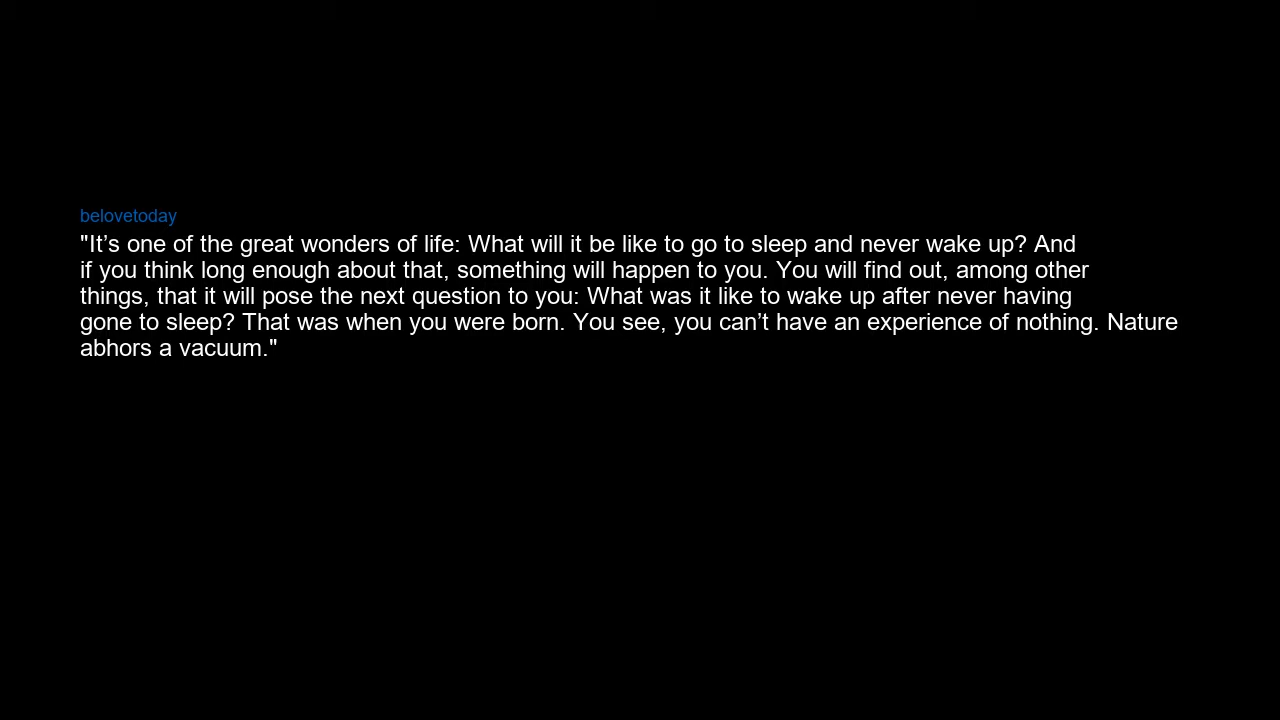 belovetoday
"It’s one of the great wonders of life: What will it be like to go to sleep and never wake up? And
if you think long enough about that, something will happen to you. You will find out, among other
things, that it will pose the next question to you: What was it like to wake up after never having
gone to sleep? That was when you were born. You see, you can’t have an experience of nothing. Nature
abhors a vacuum."